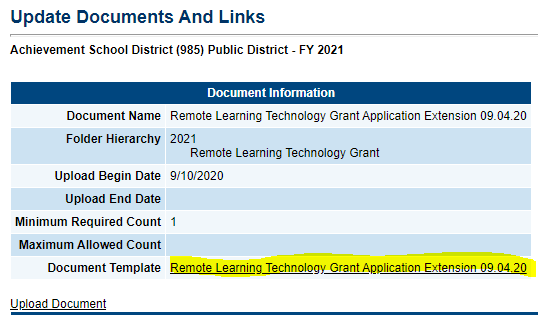 Update Documents And Links
Achievement School District (985) Public District - FY 2021
Document Information
Document Name Remote Learning Technology Grant Application Extension 09.04.20
Folder Hierarchy 2021
Remote Learning Technology Grant
Upload Begin Date 9/10/2020
Upload End Date
Minimum Required Count 1
Maximum Allowed Count
Document Template Remote Learning Technology Grant Application Extension 09.04.20
Upload Document